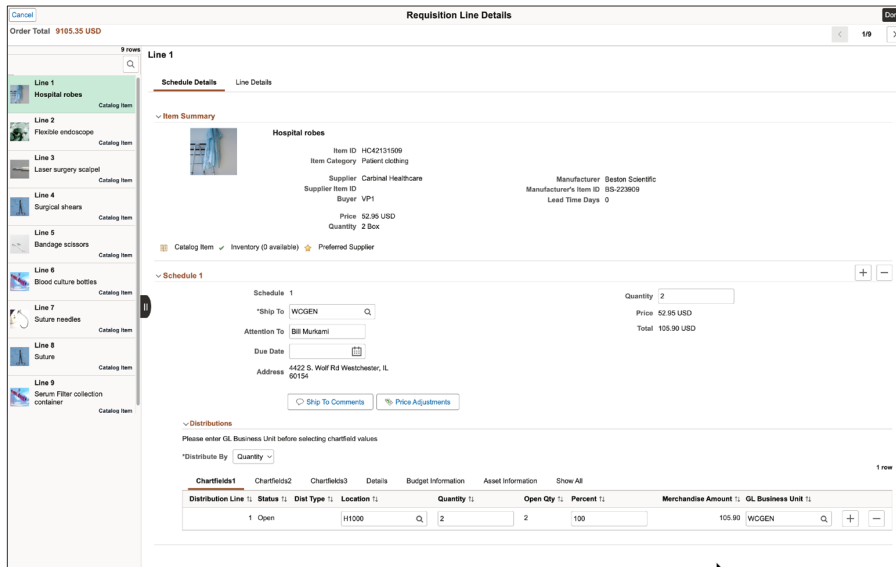 Cancel
Requisition Line Details
Order Total 9105.35 USD
1/9
9 rows
Line 1
Hospital robes
Catalog Item
Line 2
Flexible endoscope
Catalog Item
Line 3
Laser surgery scalpel
Catalog Item
Line 4
Surgical shears
Catalog Item
Line 5
Bandage scissors
Catalog Item
Line 6
Blood culture bottles
Catalog Item
Line 7
Suture needles
Catalog Item
Line 8
Suture
Catalog Item
Line 9
Serum Filter collection
container
Catalog Item
Line 1
Schedule Details Line Details
Item Summary
Hospital robes
Item ID HC42131509
Item Category Patient clothing
Supplier Carbinal Healthcare
Supplier Item ID
Buyer VP1
Price 52.95 USD
Quantity 2 Box
Manufacturer Beston Scientific
Manufacturer's Item ID BS-223909
Lead Time Days 0
Catalog Item Inventory (0 available) Preferred Supplier
Schedule 1
Schedule 1
*Ship To WCGEN
Attention To Bill Murkami
Due Date
Address 4422 S. Wolf Rd Westchester, IL
60154
Quantity 2
Price 52.95 USD
Total 105.90 USD
Ship To Comments Price Adjustments
Distributions
Please enter GL Business Unit before selecting chartfield values
*Distribute By Quantity
1 row
Chartfields1 Chartfields2 Chartfields3 Details Budget Information Asset Information Show All
Distribution Line Status Dist Type Location Quantity Open Qty Percent Merchandise Amount GL Business Unit
1 Open H1000 2 2 100 105.90 WCGEN